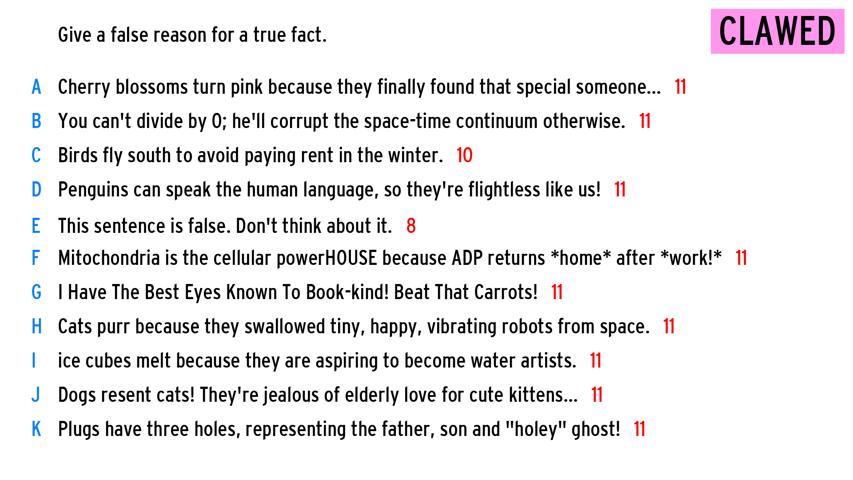 Give a false reason for a true fact.
CLAWED
A Cherry blossoms turn pink because they finally found that special someone... 11
B You can't divide by 0; he'll corrupt the space-time continuum otherwise. 11
C Birds fly south to avoid paying rent in the winter. 10
D Penguins can speak the human language, so they're flightless like us! 11
E This sentence is false. Don't think about it. 8
F Mitochondria is the cellular powerHOUSE because ADP returns *home* after *work!* 11
G I Have The Best Eyes Known To Book-kind! Beat That Carrots! 11
H Cats purr because they swallowed tiny, happy, vibrating robots from space. 11
I ice cubes melt because they are aspiring to become water artists. 11
J Dogs resent cats! They're jealous of elderly love for cute kittens... 11
K Plugs have three holes, representing the father, son and "holey" ghost! 11